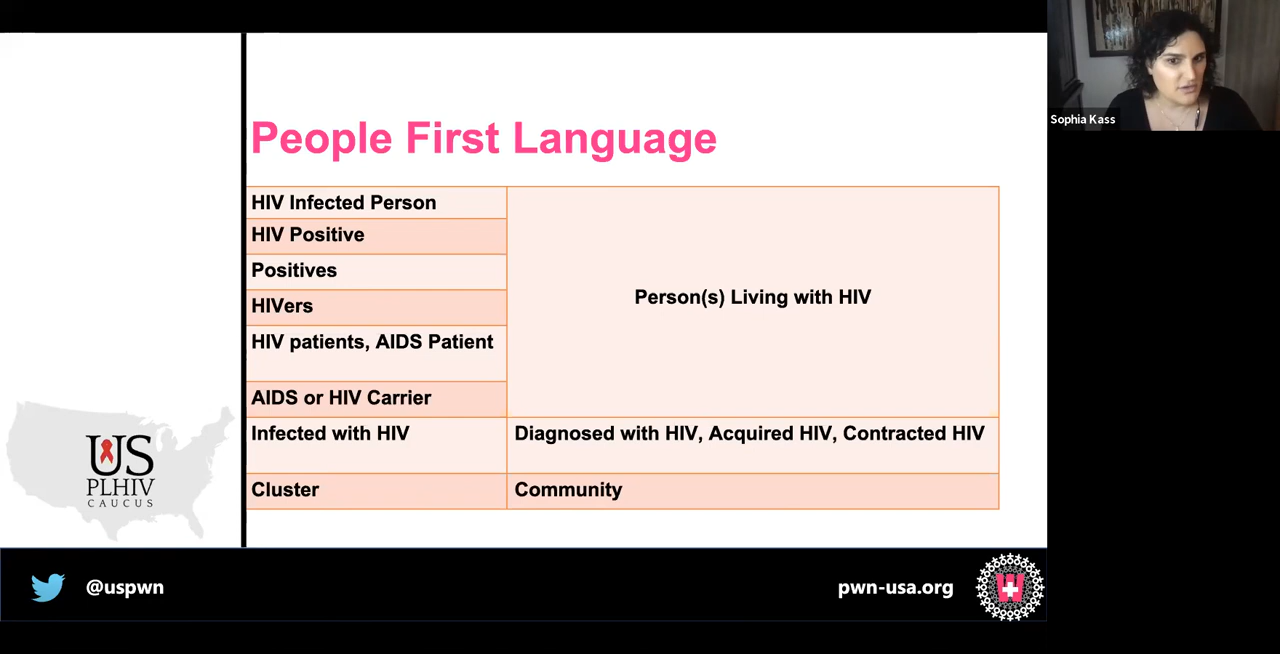 Sophia Kass
People First Language
HIV Infected Person
HIV Positive
Positives
HIVers
HIV patients, AIDS Patient
AIDS or HIV Carrier
Person(s) Living with HIV
Infected with HIV
Diagnosed with HIV, Acquired HIV, Contracted HIV
Cluster
Community
US
PLHIV
CAUCUS
@uspwn
pwn-usa.org
W